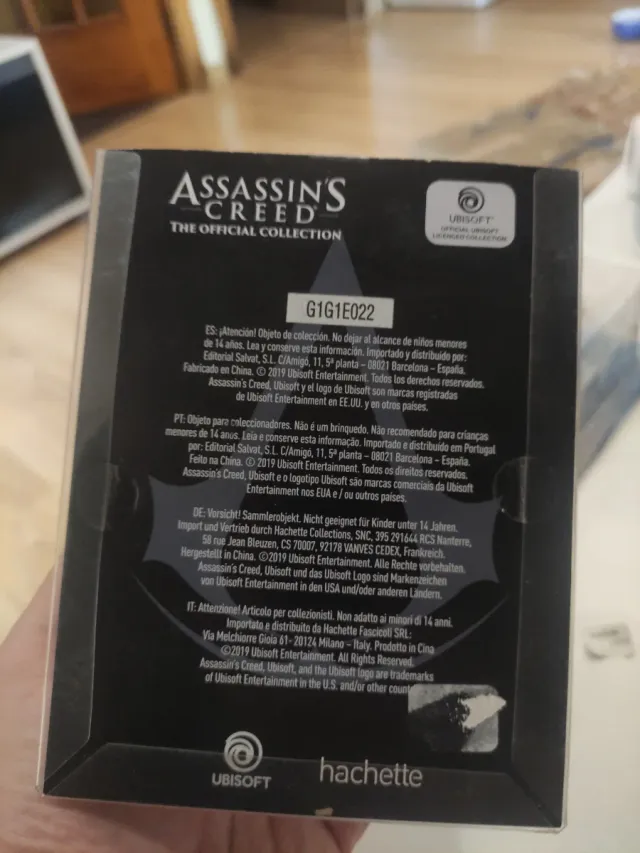 ASSASSIN'S
CREED
THE OFFICIAL COLLECTION
UBISOFT
OFFICIAL UBISOFT
LICENSED COLLECTION
G1G1E022
ES: ¡Atención! Objeto de colección. No dejar al alcance de niños menores
de 14 años. Lea y conserve esta información. Importado y distribuido por:
Editorial Salvat, S.L. C/Amigó, 11, 5ª planta – 08021 Barcelona – España.
Fabricado en China. © 2019 Ubisoft Entertainment. Todos los derechos reservados.
Assassin's Creed, Ubisoft y el logo de Ubisoft son marcas registradas
de Ubisoft Entertainment en EE.UU. y en otros países.
PT: Objeto para coleccionadores. Não é um brinquedo. Não recomendado para crianças
menores de 14 anos. Leia e conserve esta informação. Importado e distribuido em Portugal
por: Editorial Salvat, S.L. C/Amigó, 11, 5ª planta – 08021 Barcelona – España.
Feito na China. © 2019 Ubisoft Entertainment. Todos os direitos reservados.
Assassin's Creed, Ubisoft e o logotipo Ubisoft são marcas comerciais da Ubisoft
Entertainment nos EUA e / ou outros países.
DE: Vorsicht! Sammlerobjekt. Nicht geeignet für Kinder unter 14 Jahren.
Import und Vertrieb durch Hachette Collections, SNC, 395 291644 RCS Nanterre,
58 rue Jean Bleuzen, CS 70007, 92178 VANVES CEDEX, Frankreich.
Hergestellt in China. ©2019 Ubisoft Entertainment. Alle Rechte vorbehalten.
Assassin's Creed, Ubisoft und das Ubisoft Logo sind Markenzeichen
von Ubisoft Entertainment in den USA und/oder anderen Ländern.
IT: Attenzione! Articolo per collezionisti. Non adatto ai minori di 14 anni.
Importato e distribuito da Hachette Fascicoli SRL:
Via Melchiorre Gioia 61- 20124 Milano – Italy. Prodotto in Cina
©2019 Ubisoft Entertainment. All Rights Reserved.
Assassin's Creed, Ubisoft, and the Ubisoft logo are trademarks
of Ubisoft Entertainment in the U.S. and/or other count
UBISOFT
hachette